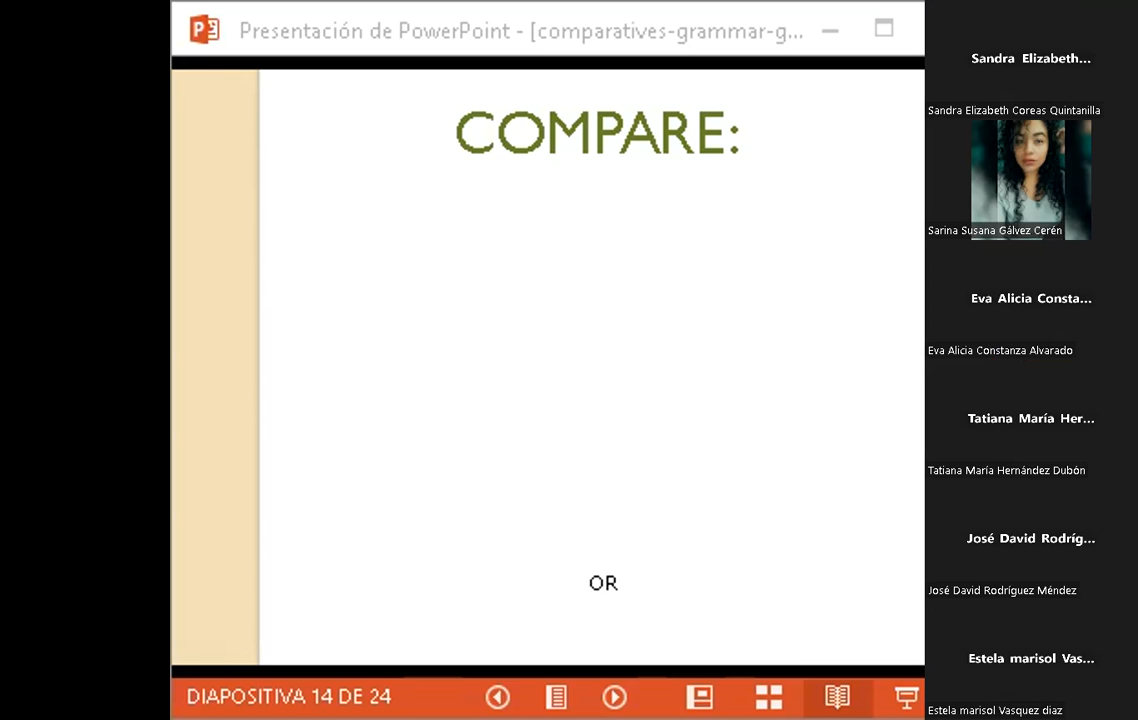 Presentación de PowerPoint - [comparatives-grammar-g...
COMPARE:
OR
DIAPOSITIVA 14 DE 24
Sandra Elizabeth...
Sandra Elizabeth Coreas Quintanilla
Sarina Susana Gálvez Cerén
Eva Alicia Consta...
Eva Alicia Constanza Alvarado
Tatiana María Her...
Tatiana María Hernández Dubón
José David Rodríg...
José David Rodríguez Méndez
Estela marisol Vas...
Estela marisol Vasquez diaz